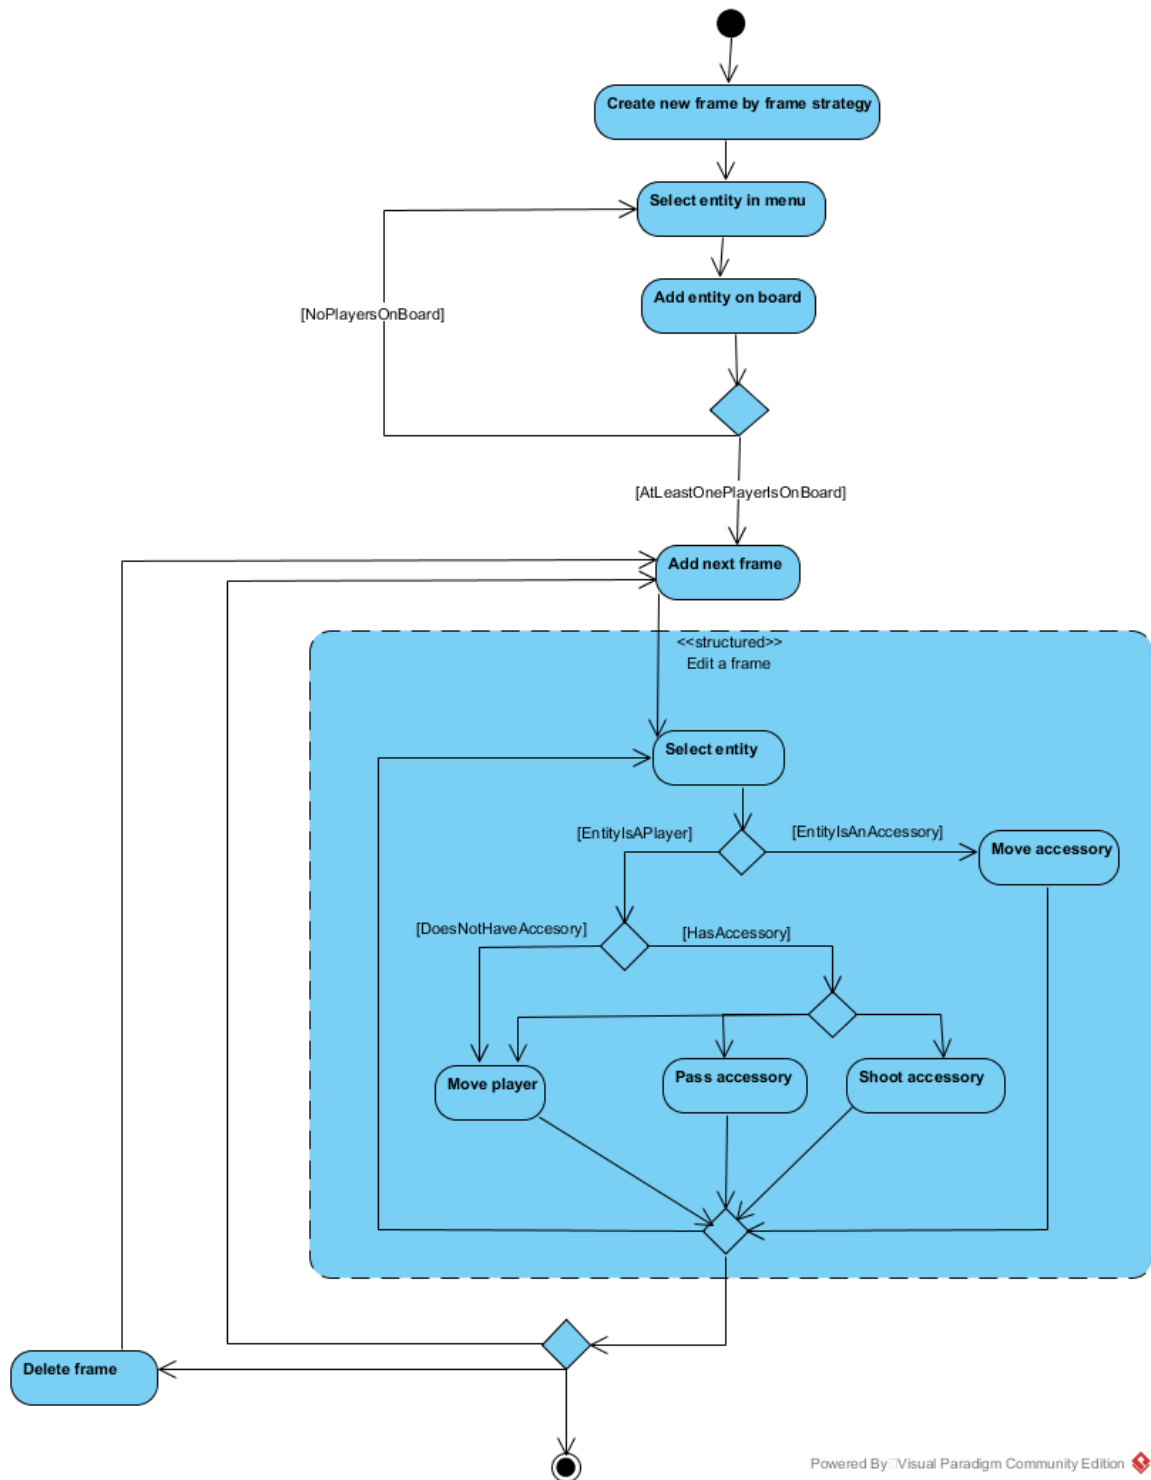 Create new frame by frame strategy
Select entity in menu
Add entity on board
[NoPlayersOnBoard]
[AtLeastOnePlayerIsOnBoard]
Add next frame
<<structured>>
Edit a frame
Select entity
[EntityIsAPlayer]
[EntityIsAnAccessory]
Move accessory
[DoesNotHaveAccesory]
[HasAccessory]
Move player
Pass accessory
Shoot accessory
Delete frame
Powered By Visual Paradigm Community Edition